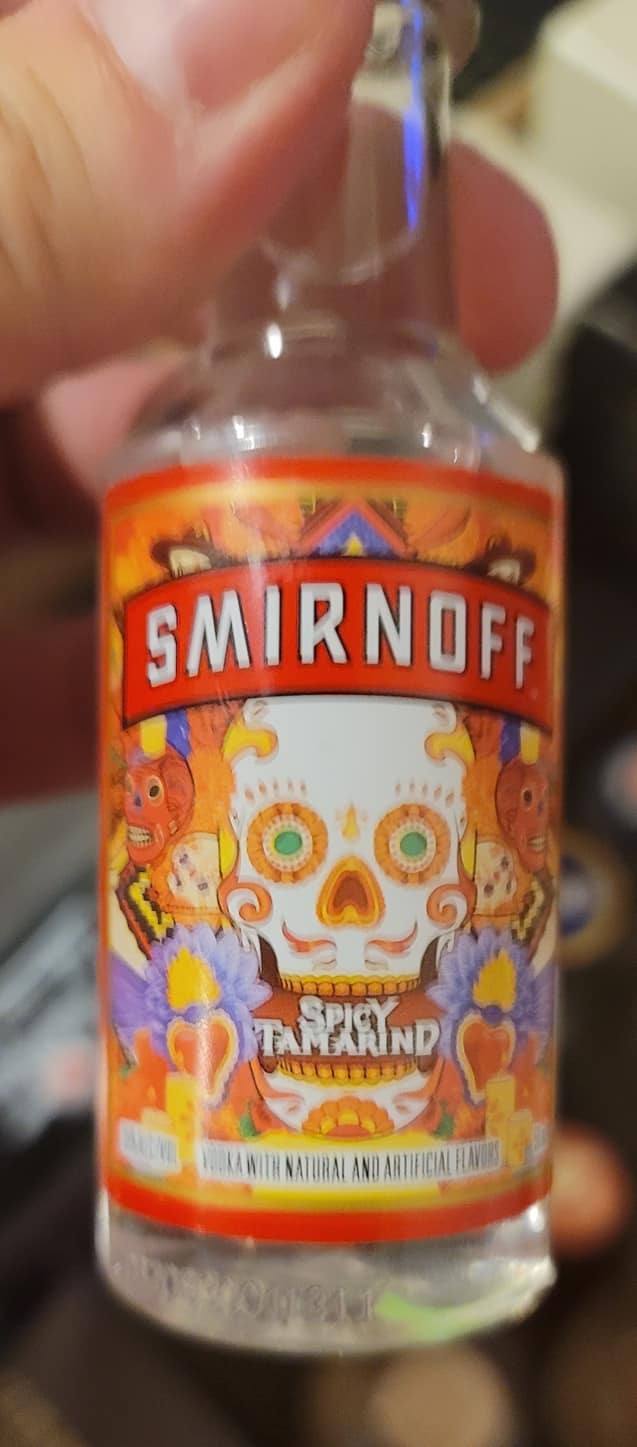 SMIRNOFF
SPICY
TAMARIND
VODKA WITH NATURAL AND ARTIFICIAL FLAVORS